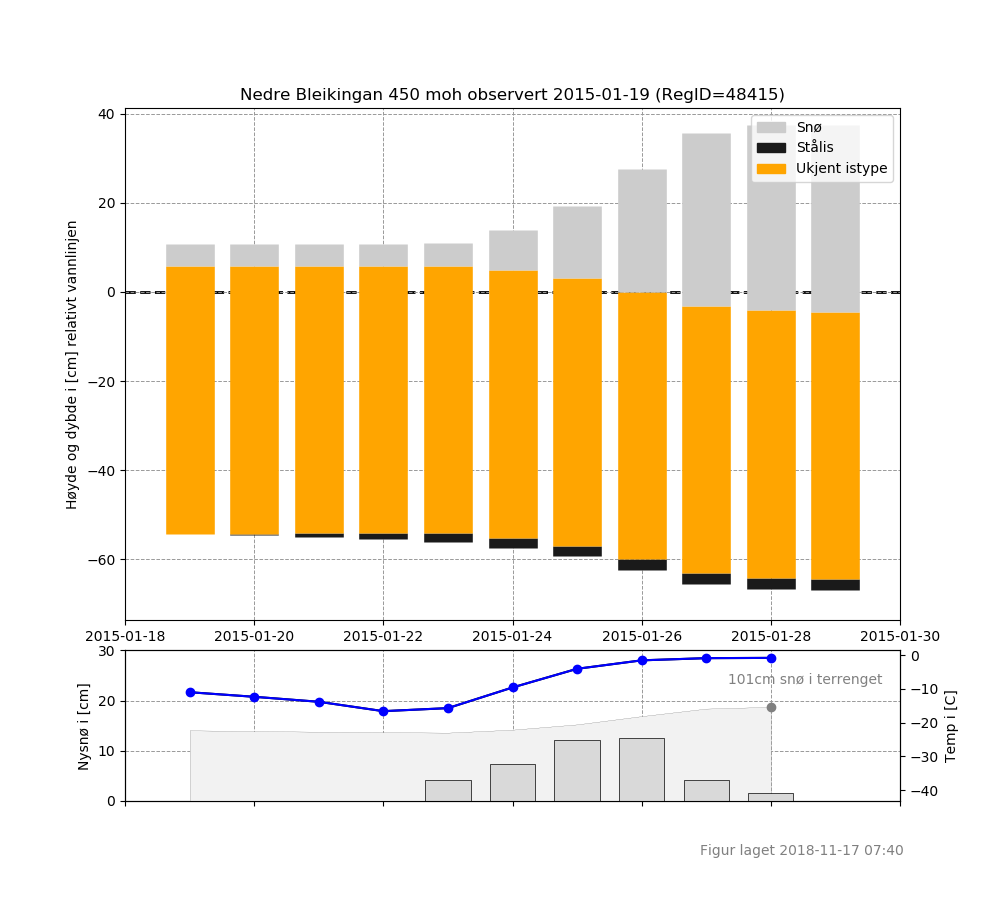 Nedre Bleikingan 450 moh observert 2015-01-19 (RegID=48415)
Snø
Stålis
Ukjent istype
Høyde og dybde i [cm] relativt vannlinjen
40
20
0
−20
−40
−60
2015-01-18
2015-01-20
2015-01-22
2015-01-24
2015-01-26
2015-01-28
2015-01-30
Nysnø i [cm]
30
20
10
0
101cm snø i terrenget
0
−10
−20
−30
−40
Temp i [C]
Figur laget 2018-11-17 07:40